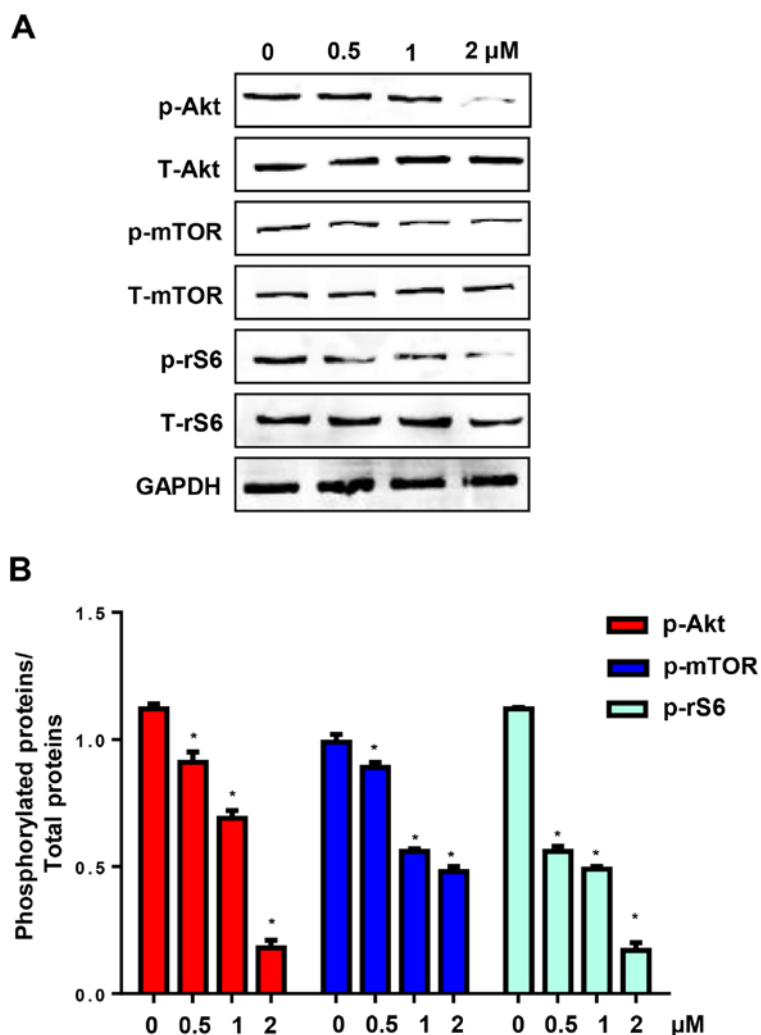 A
0 0.5 1 2 µM
p-Akt
T-Akt
p-mTOR
T-mTOR
p-rS6
T-rS6
GAPDH
B
Phosphorylated proteins/
Total proteins
1.5
1.0
0.5
0.0
p-Akt
p-mTOR
p-rS6
* * * * * * * * *
0 0.5 1 2 0 0.5 1 2 0 0.5 1 2 µM